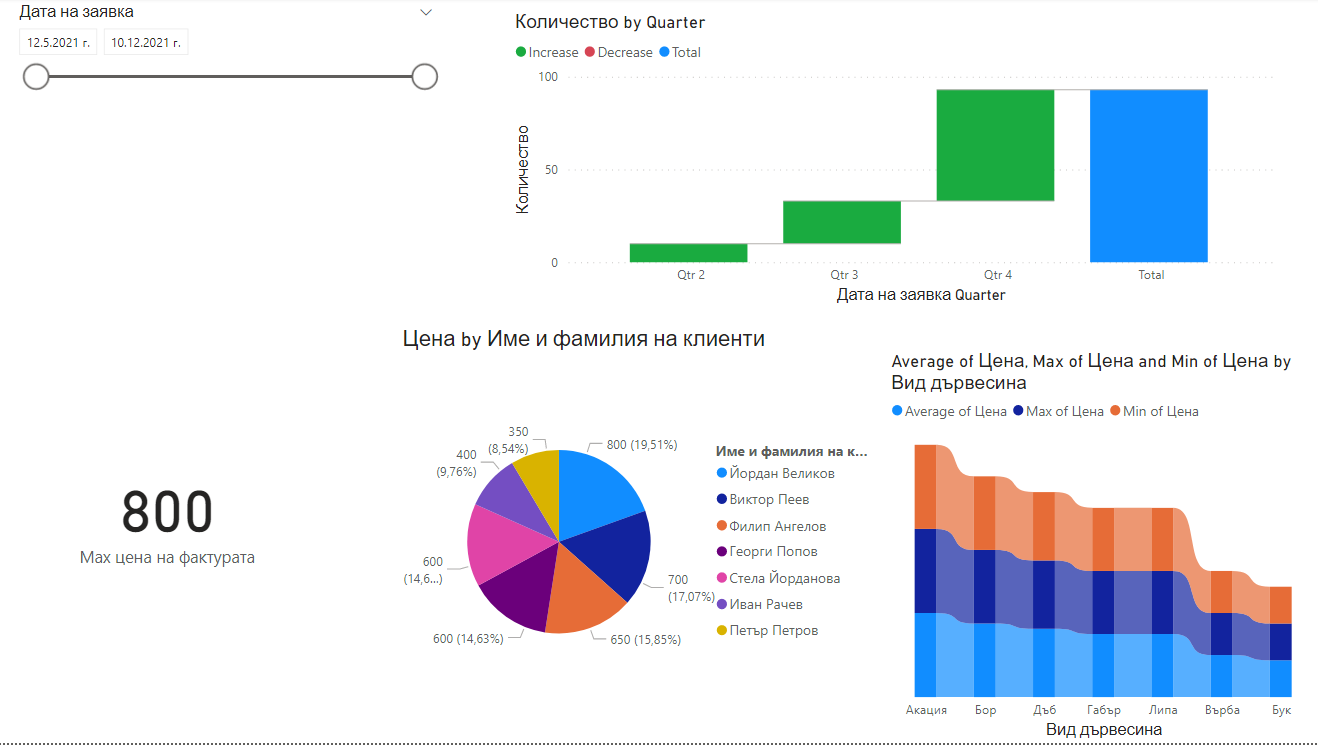 Дата на заявка
12.5.2021 г.
10.12.2021 г.
Количество by Quarter
Increase
Decrease
Total
100
50
0
Количество
Qtr 2
Qtr 3
Qtr 4
Total
Дата на заявка Quarter
800
Max цена на фактурата
Цена by Име и фамилия на клиенти
800 (19,51%)
700
(17,07%)
650 (15,85%)
600 (14,63%)
600
(14,6...)
400
(9,76%)
350
(8,54%)
Име и фамилия на к...
Йордан Великов
Виктор Пеев
Филип Ангелов
Георги Попов
Стела Йорданова
Иван Рачев
Петър Петров
Average of Цена, Max of Цена and Min of Цена by
Вид дървесина
Average of Цена
Max of Цена
Min of Цена
Акация
Бор
Дъб
Габър
Липа
Върба
Бук
Вид дървесина